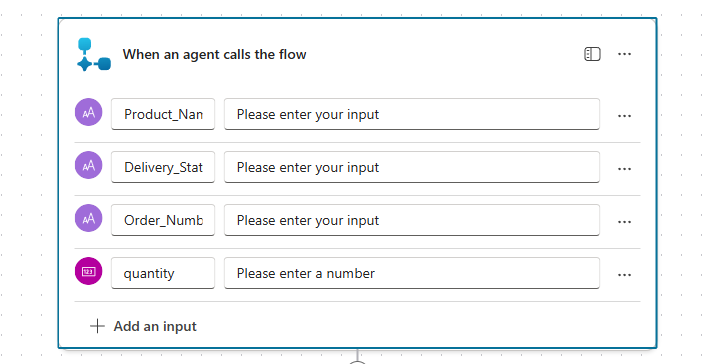 When an agent calls the flow
Product_Nan Please enter your input
Delivery_Stat Please enter your input
Order_Numb Please enter your input
quantity Please enter a number
Add an input